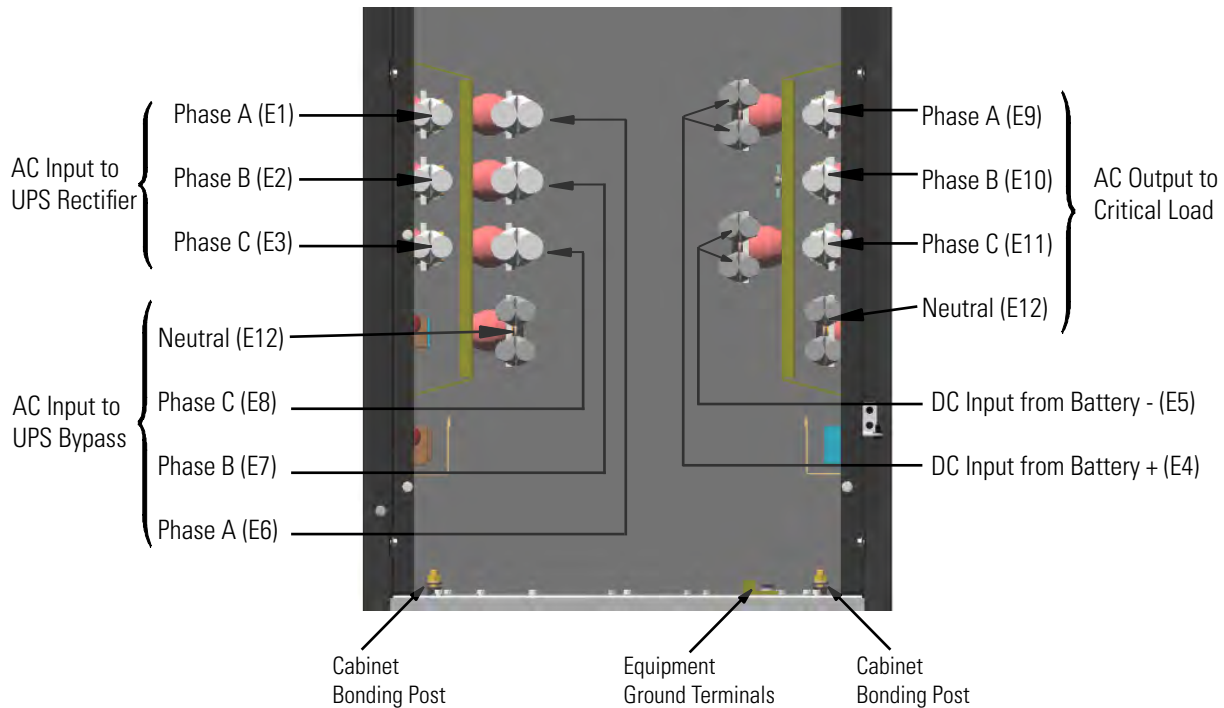 AC Input to
UPS Rectifier
Phase A (E1)
Phase B (E2)
Phase C (E3)
AC Input to
UPS Bypass
Neutral (E12)
Phase C (E8)
Phase B (E7)
Phase A (E6)
Phase A (E9)
Phase B (E10)
Phase C (E11)
Neutral (E12)
AC Output to
Critical Load
DC Input from Battery - (E5)
DC Input from Battery + (E4)
Cabinet
Bonding Post
Equipment
Ground Terminals
Cabinet
Bonding Post